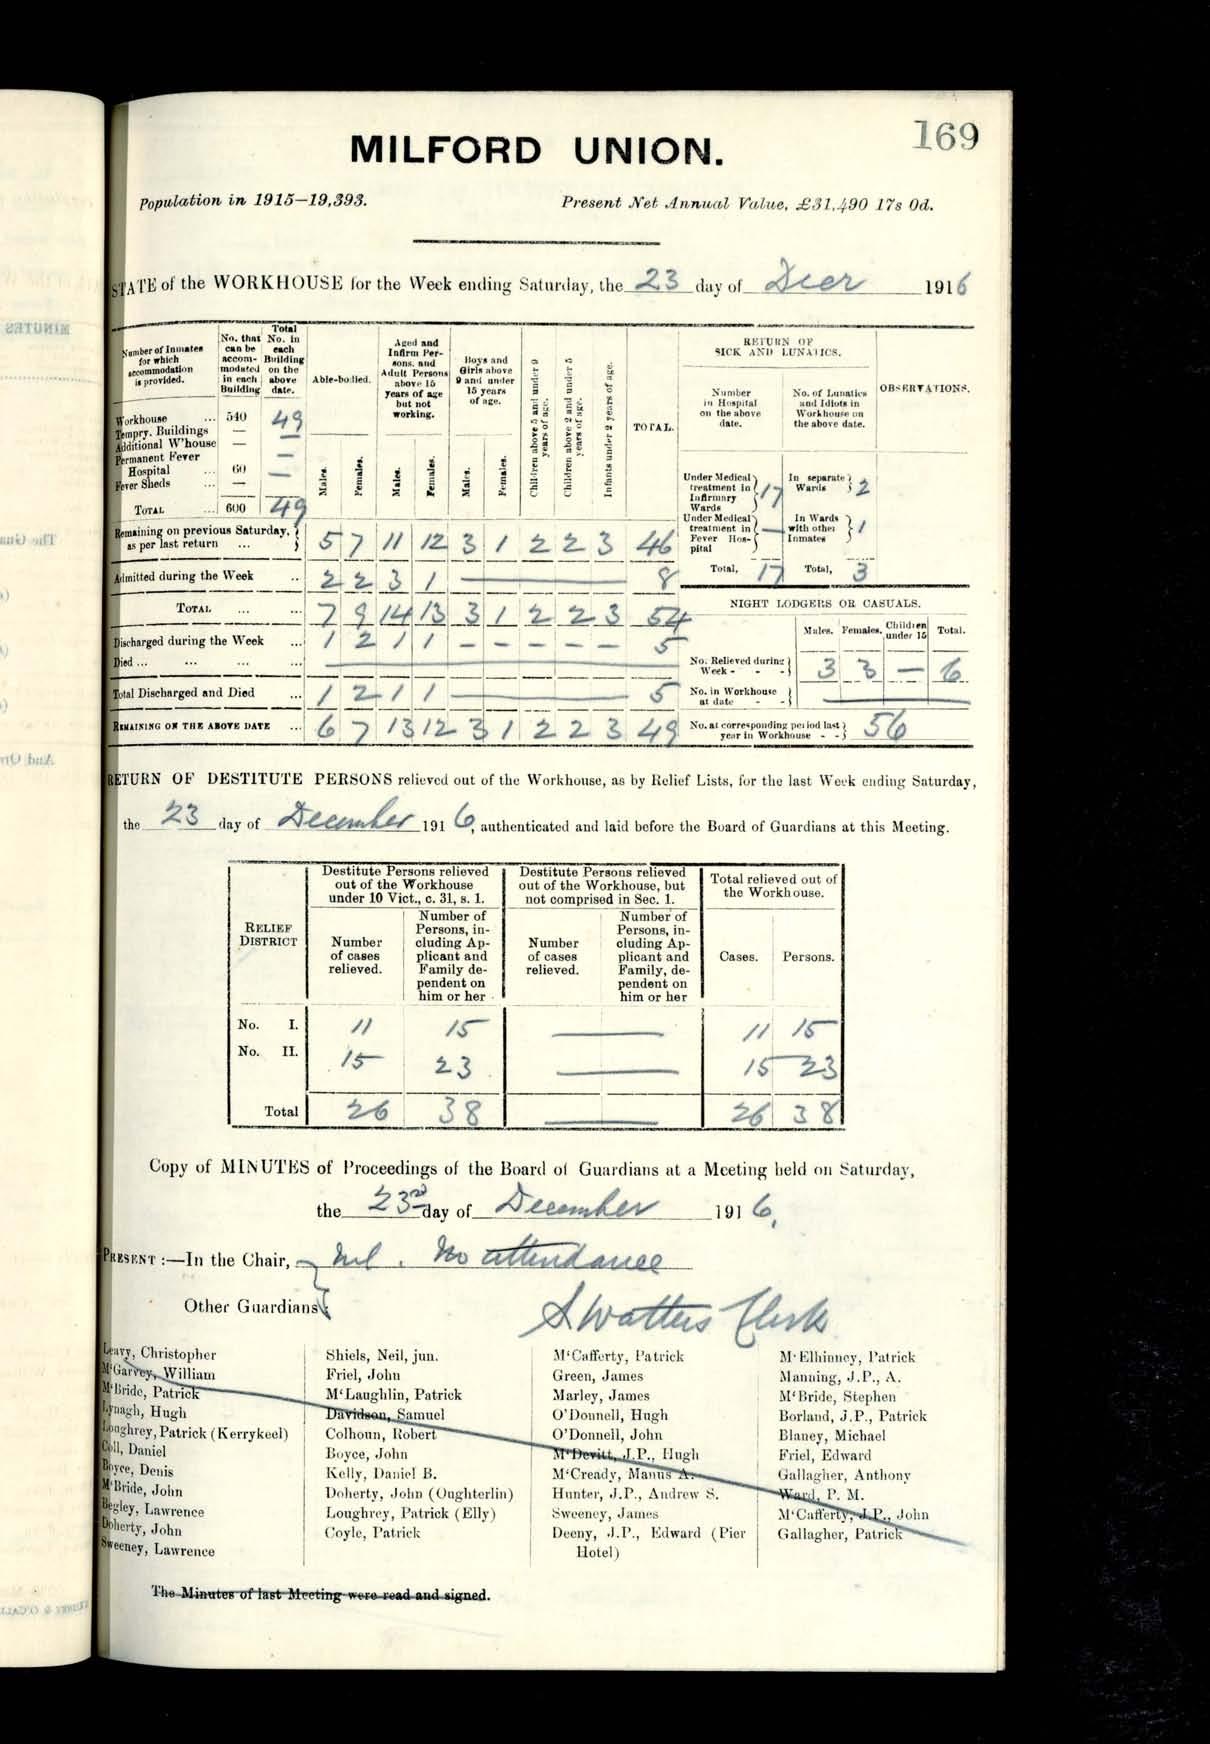 169
MILFORD UNION.
Population in 1915—19,393. Present Net Annual Value, £31,490 17s 0d.
STATE of the WORKHOUSE for the Week ending Saturday, the 23 day of Decr 1916
Number of Inmates for which accommodation is provided. No. that can be accommodated in each Building Total No. in each Building on the above date. Able-bodied. Aged and Infirm Persons, and Adult Persons above 15 years of age but not working. Boys and Girls above 9 and under 15 years of age. Children above 5 and under 9 years of age. Children above 2 and under 5 years of age. Infants under 2 years of age. TOTAL. RETURN OF SICK AND LUNATICS. OBSERVATIONS.
Number in Hospital on the above date. No. of Lunatics and Idiots in Workhouse on the above date.
Males. Females. Males. Females. Males. Females.
Workhouse ... 540 49
Tempry. Buildings — —
Additional W'house —
Permanent Fever Hospital ... 60 —
Fever Sheds ... — —
TOTAL ... 600 49
Under Medical treatment in Infirmary Wards 17 In separate Wards 2
Under Medical treatment in Fever Hospital — In Wards with other Inmates 1
Total, 17 Total, 3
Remaining on previous Saturday, as per last return ... 5 7 11 12 3 1 2 2 3 46
Admitted during the Week .. 2 2 3 1 — 8
TOTAL ... ... 7 9 14 13 3 1 2 2 3 54
Discharged during the Week ... 1 2 1 1 — — — — — 5
Died ... ... ... ... —
Total Discharged and Died ... 1 2 1 1 — 5
REMAINING ON THE ABOVE DATE ... 6 7 13 12 3 1 2 2 3 49
NIGHT LODGERS OR CASUALS.
Males. Females. Children under 15 Total.
No. Relieved during Week - - - 3 3 — 6
No. in Workhouse at date - - —
No. at corresponding period last year in Workhouse - - 56
RETURN OF DESTITUTE PERSONS relieved out of the Workhouse, as by Relief Lists, for the last Week ending Saturday,
the 23 day of December 1916, authenticated and laid before the Board of Guardians at this Meeting.
RELIEF DISTRICT Destitute Persons relieved out of the Workhouse under 10 Vict., c. 31, s. 1. Destitute Persons relieved out of the Workhouse, but not comprised in Sec. 1. Total relieved out of the Workhouse.
Number of cases relieved. Number of Persons, including Applicant and Family dependent on him or her Number of cases relieved. Number of Persons, including Applicant and Family, dependent on him or her Cases. Persons.
No. I. 11 15 — 11 15
No. II. 15 23 — 15 23
Total 26 38 — 26 38
Copy of MINUTES of Proceedings of the Board of Guardians at a Meeting held on Saturday,
the 23rd day of December 1916.
PRESENT :—In the Chair, Nil. No attendance
Other Guardians:
S Watters Clerk
Leavy, Christopher
M'Garvey, William
M'Bride, Patrick
Lynagh, Hugh
Loughrey, Patrick (Kerrykeel)
Coll, Daniel
Boyce, Denis
M'Bride, John
Begley, Lawrence
Doherty, John
Sweeney, Lawrence
Shiels, Neil, jun.
Friel, John
M'Laughlin, Patrick
Davidson, Samuel
Colhoun, Robert
Boyce, John
Kelly, Daniel B.
Doherty, John (Oughterlin)
Loughrey, Patrick (Elly)
Coyle, Patrick
M'Cafferty, Patrick
Green, James
Marley, James
O'Donnell, Hugh
O'Donnell, John
M'Devitt, J.P., Hugh
M'Cready, Manus A.
Hunter, J.P., Andrew S.
Sweeney, James
Deeny, J.P., Edward (Pier
Hotel)
M'Elhinney, Patrick
Manning, J.P., A.
M'Bride, Stephen
Borland, J.P., Patrick
Blaney, Michael
Friel, Edward
Gallagher, Anthony
Ward, P. M.
M'Cafferty, J.P., John
Gallagher, Patrick
The Minutes of last Meeting were read and signed.